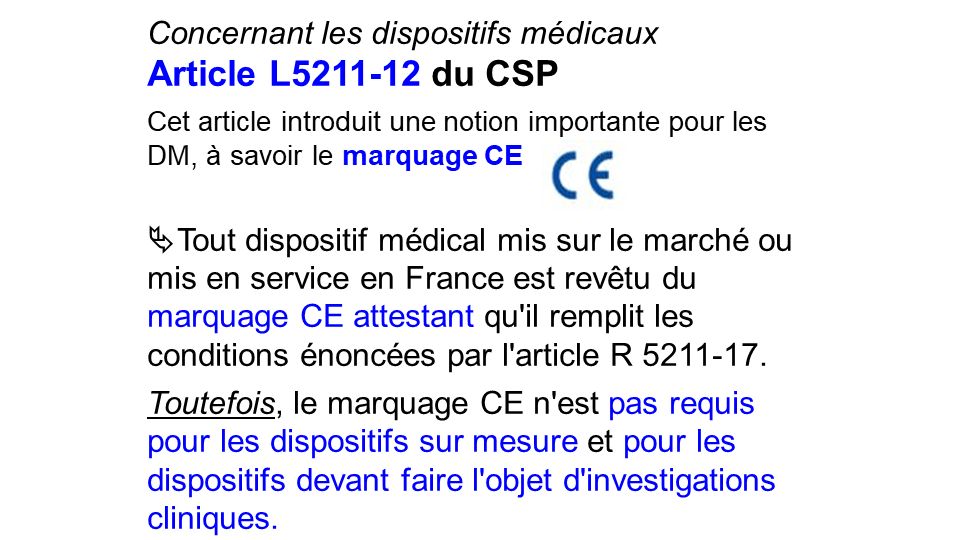 Concernant les dispositifs médicaux
Article L5211-12 du CSP
Cet article introduit une notion importante pour les
DM, à savoir le marquage CE
CE
⮱Tout dispositif médical mis sur le marché ou
mis en service en France est revêtu du
marquage CE attestant qu'il remplit les
conditions énoncées par l'article R 5211-17.
Toutefois, le marquage CE n'est pas requis
pour les dispositifs sur mesure et pour les
dispositifs devant faire l'objet d'investigations
cliniques.